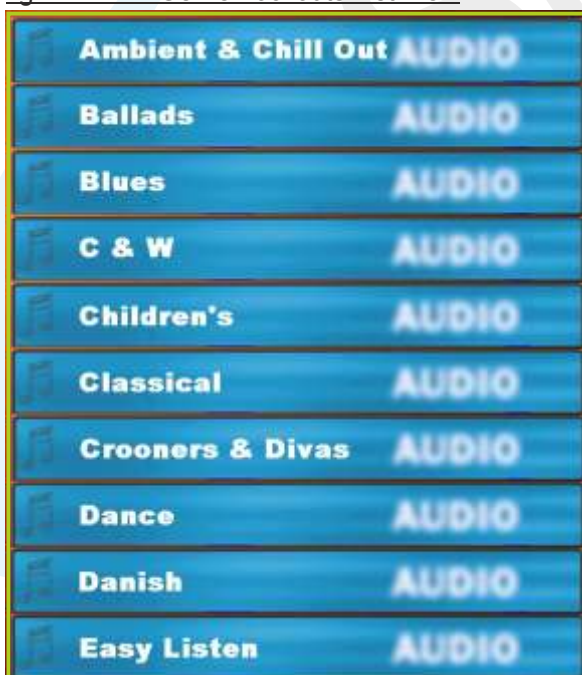 Ambient & Chill Out AUDIO
Ballads AUDIO
Blues AUDIO
C & W AUDIO
Children's AUDIO
Classical AUDIO
Crooners & Divas AUDIO
Dance AUDIO
Danish AUDIO
Easy Listen AUDIO